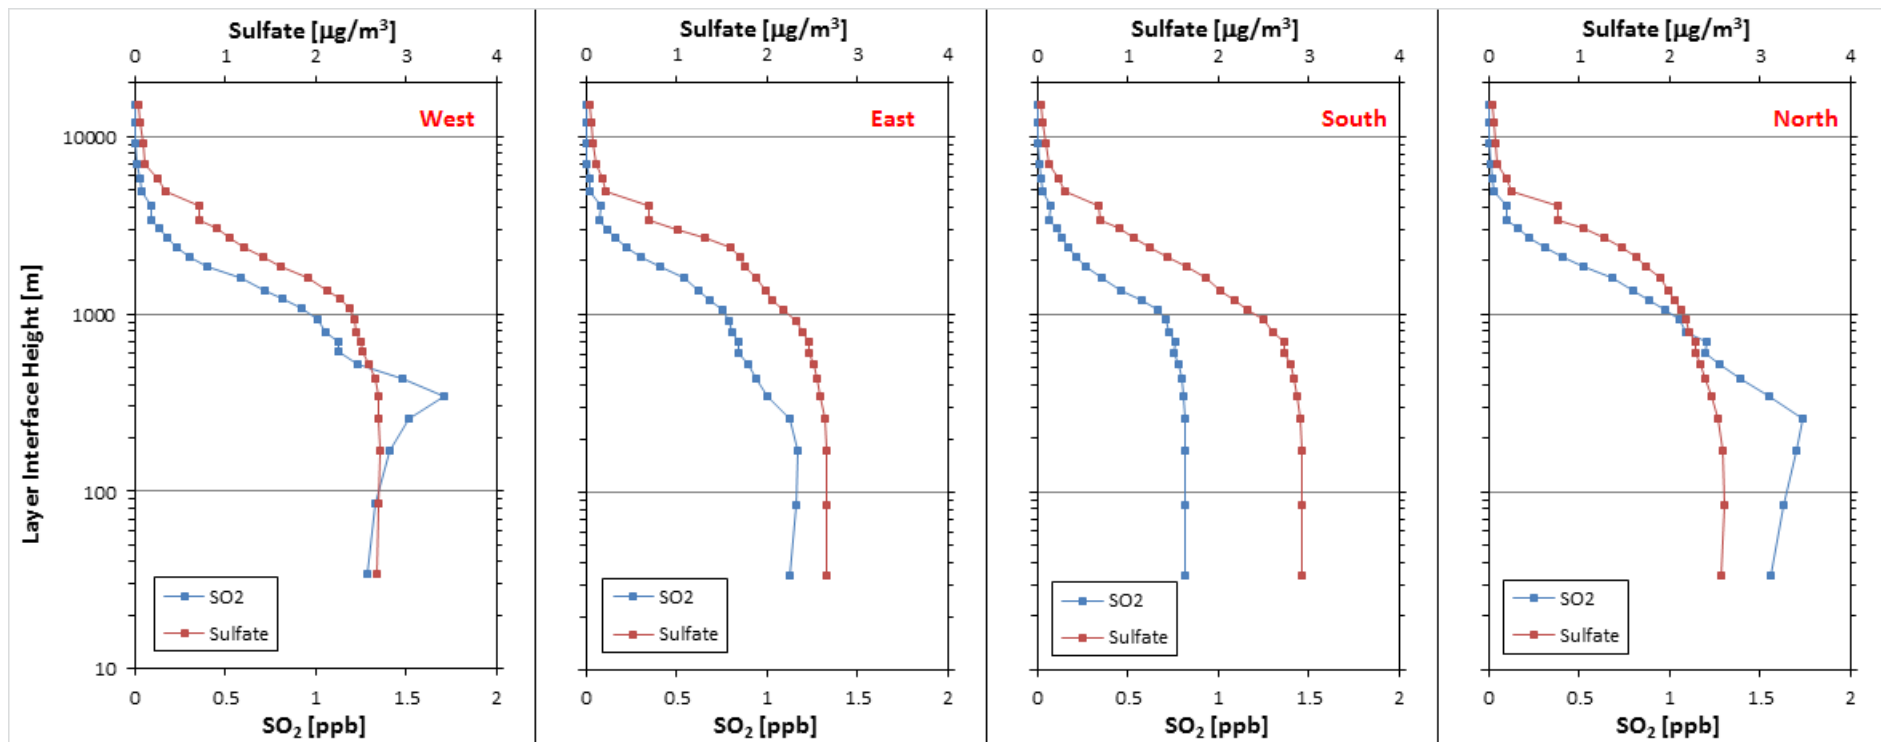 Sulfate [µg/m³]
0 1 2 3 4
West
10000
1000
100
10
Layer Interface Height [m]
SO2
Sulfate
0 0.5 1 1.5 2
SO₂ [ppb]
Sulfate [µg/m³]
0 1 2 3 4
East
SO2
Sulfate
0 0.5 1 1.5 2
SO₂ [ppb]
Sulfate [µg/m³]
0 1 2 3 4
South
SO2
Sulfate
0 0.5 1 1.5 2
SO₂ [ppb]
Sulfate [µg/m³]
0 1 2 3 4
North
SO2
Sulfate
0 0.5 1 1.5 2
SO₂ [ppb]